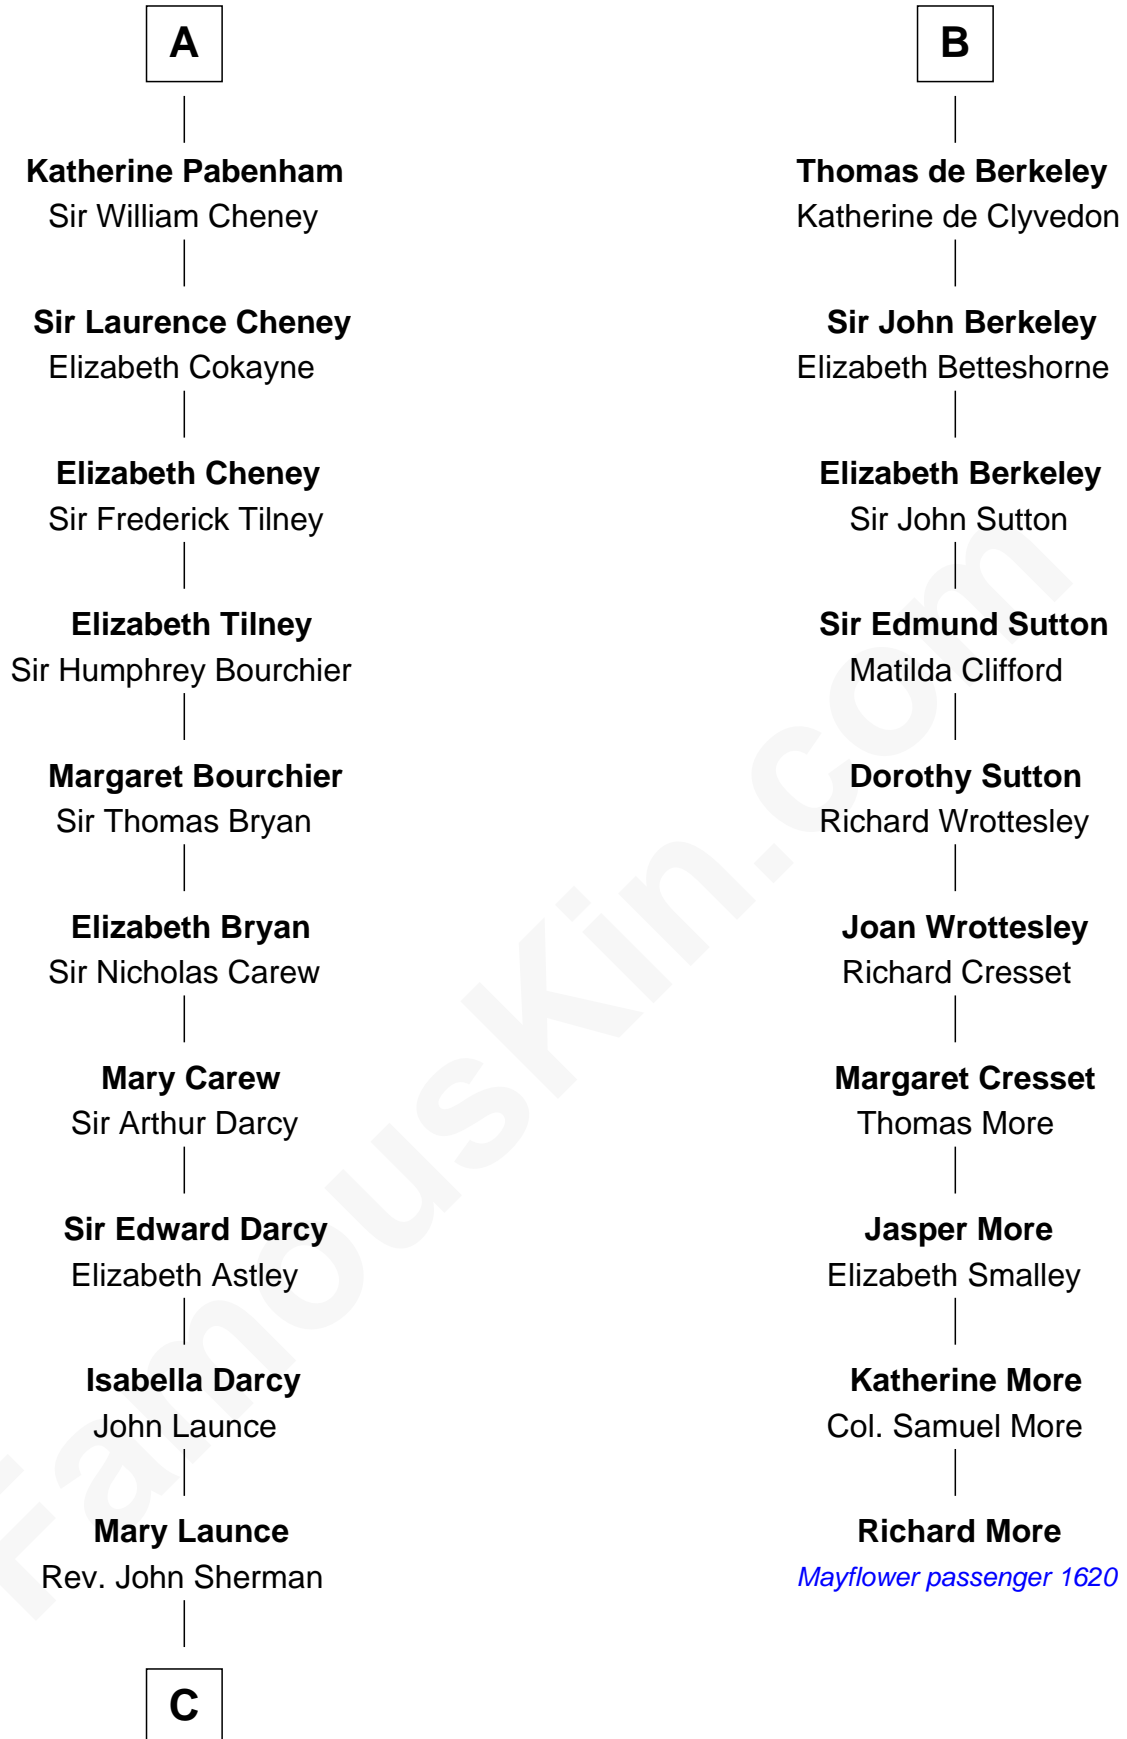 A
Katherine Pabenham
Sir William Cheney
Sir Laurence Cheney
Elizabeth Cokayne
Elizabeth Cheney
Sir Frederick Tilney
Elizabeth Tilney
Sir Humphrey Bourchier
Margaret Bourchier
Sir Thomas Bryan
Elizabeth Bryan
Sir Nicholas Carew
Mary Carew
Sir Arthur Darcy
Sir Edward Darcy
Elizabeth Astley
Isabella Darcy
John Launce
Mary Launce
Rev. John Sherman
C
B
Thomas de Berkeley
Katherine de Clyvedon
Sir John Berkeley
Elizabeth Betteshorne
Elizabeth Berkeley
Sir John Sutton
Sir Edmund Sutton
Matilda Clifford
Dorothy Sutton
Richard Wrottesley
Joan Wrottesley
Richard Cresset
Margaret Cresset
Thomas More
Jasper More
Elizabeth Smalley
Katherine More
Col. Samuel More
Richard More
Mayflower passenger 1620
FamousKin.com